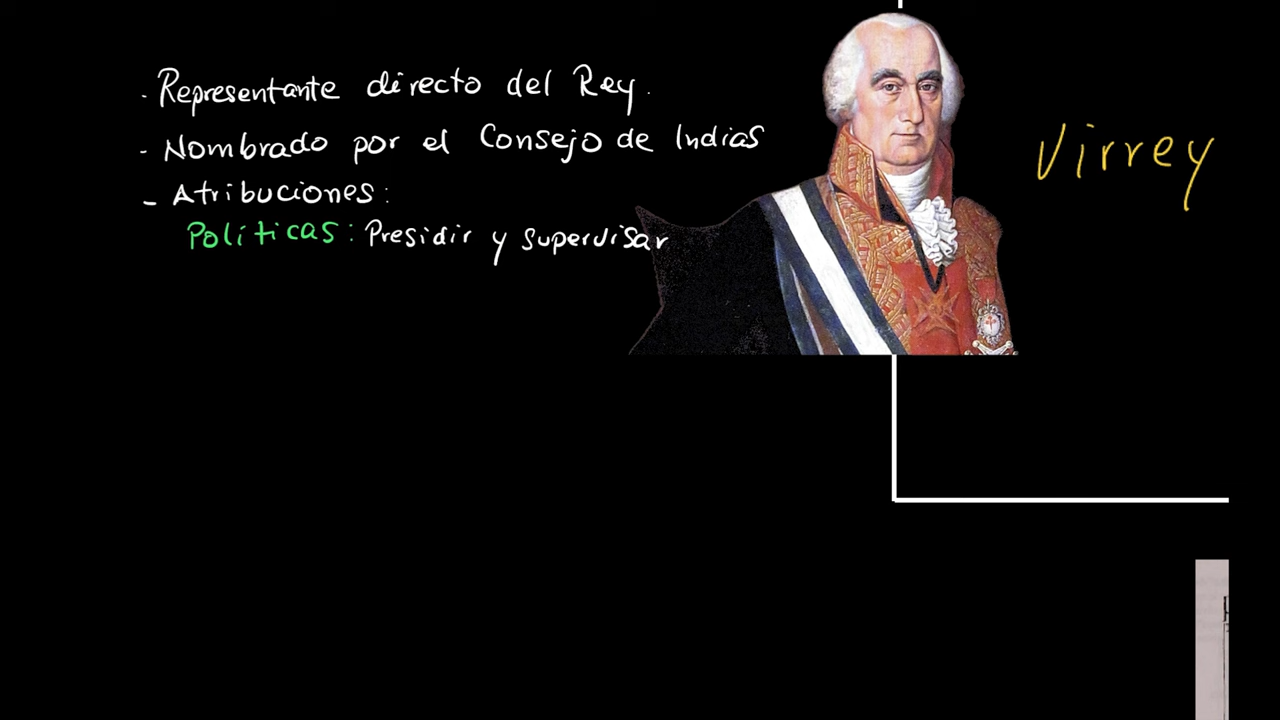 . Representante directo del Rey.
- Nombrado por el Consejo de Indias
- Atribuciones:
Políticas: Presidir y supervisar
Virrey